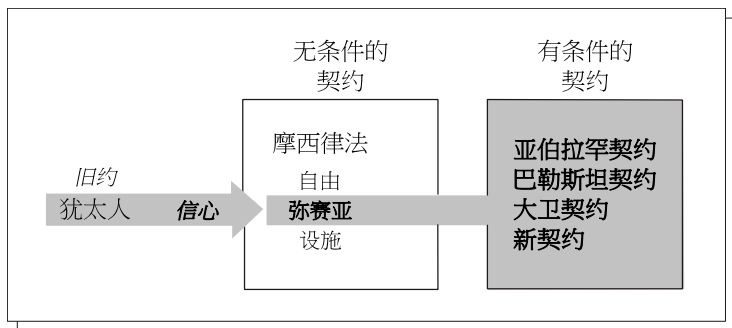 无条件的
契约
有条件的
契约
旧约
犹太人 信心
摩西律法
自由
弥赛亚
设施
亚伯拉罕契约
巴勒斯坦契约
大卫契约
新契约